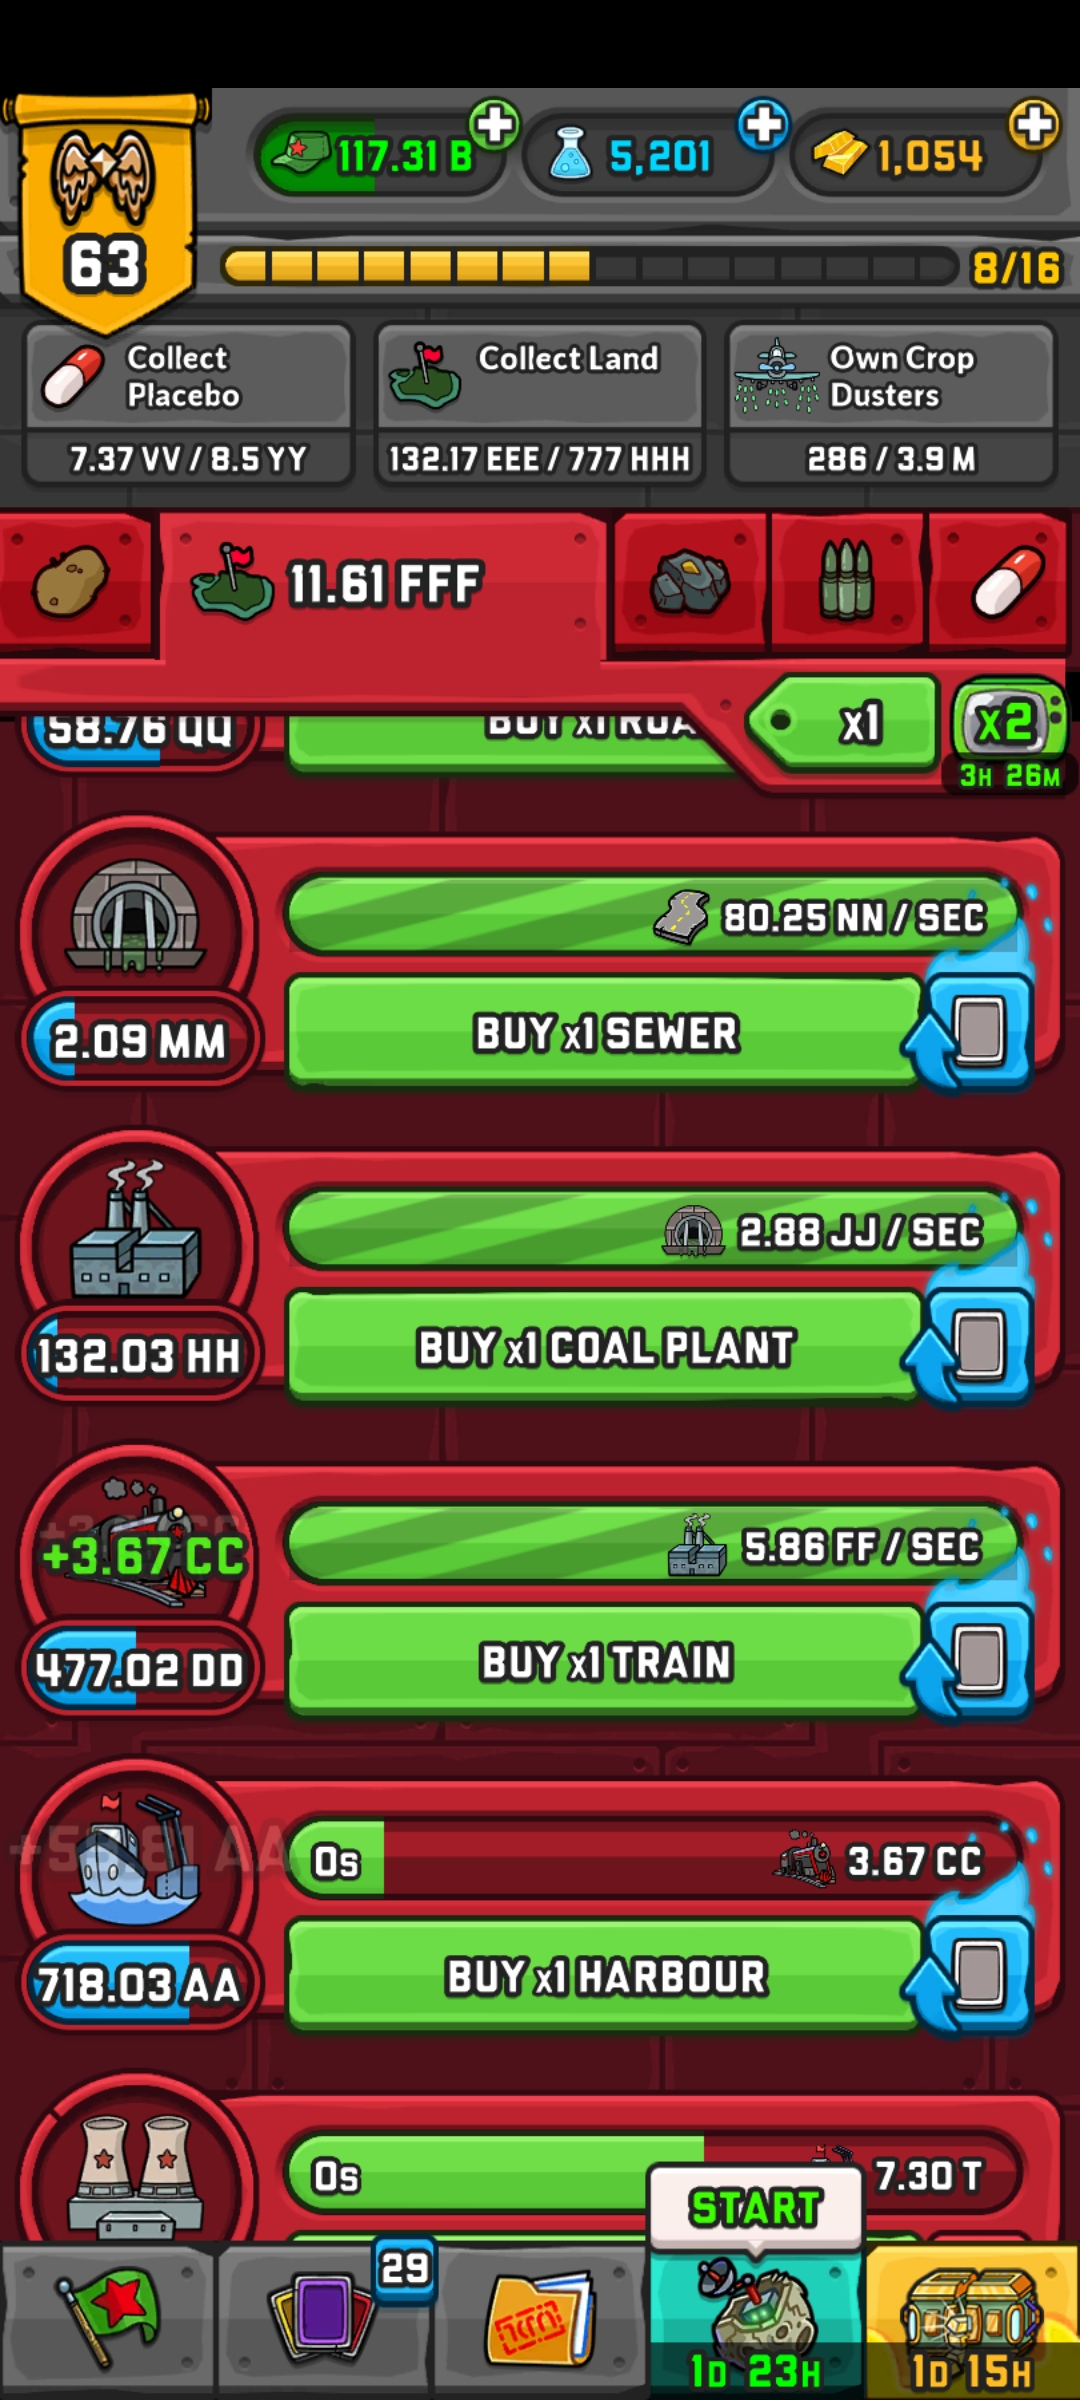 117.31 B
5,201
1,054
63
8/16
Collect
Placebo
7.37 VV / 8.5 YY
Collect Land
132.17 EEE / 777 HHH
Own Crop
Dusters
286 / 3.9 M
11.61 FFF
x1
x2
3H 26M
58.76 QQ
BUY x1
80.25 NN / SEC
2.09 MM
BUY x1 SEWER
2.88 JJ / SEC
132.03 HH
BUY x1 COAL PLANT
+3.67 CC
5.86 FF / SEC
477.02 DD
BUY x1 TRAIN
0s
3.67 CC
718.03 AA
BUY x1 HARBOUR
0s
7.30 T
START
29
1D 23H
1D 15H